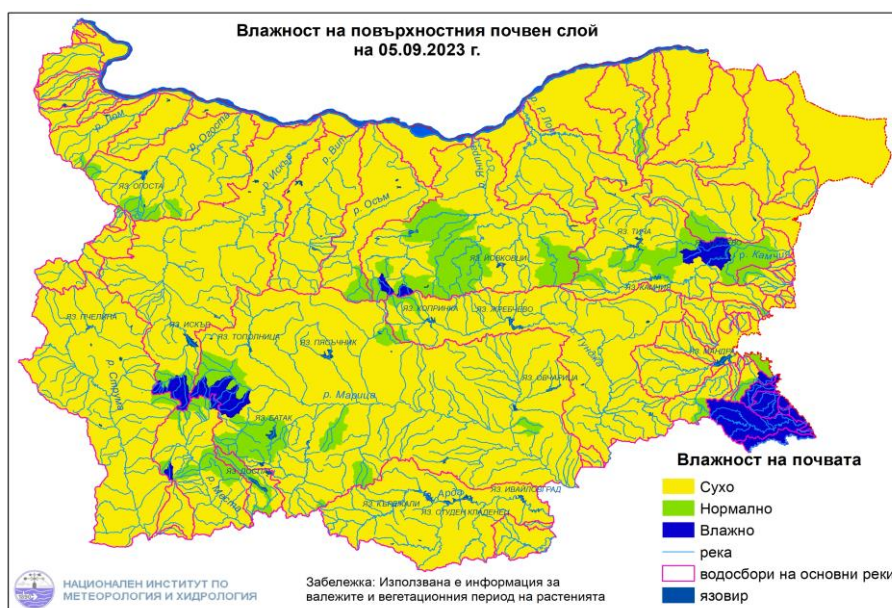 Влажност на повърхностния почвен слой
на 05.09.2023 г.
р. Лом
р. Огоста
р. Искър
р. Вит
р. Осъм
р. Янтра
р. Р Лом
ЯЗ. ОГОСТА
ЯЗ. ЙОВКОВЦИ
ЯЗ. ТИЧА
р. Камчия
ЯЗ. КАМЧИЯ
ЯЗ. ПЧЕЛИНА
ЯЗ. ИСКЪР
ЯЗ. ТОПОЛНИЦА
ЯЗ. ПЯСЪЧНИК
ЯЗ. КОПРИНКА
ЯЗ. ЖРЕБЧЕВО
р. Тунджа
ЯЗ. МАНДРА
р. Струма
р. Марица
ЯЗ. ОВЧАРИЦА
ЯЗ. БАТАК
ЯЗ. ДОСПАТ
р. Места
р. Арда
ЯЗ. ИВАЙЛОВГРАД
ЯЗ. КЪРДЖАЛИ
ЯЗ. СТУДЕН КЛАДЕНЕЦ
Влажност на почвата
Сухо
Нормално
Влажно
река
водосбори на основни реки
язовир
НАЦИОНАЛЕН ИНСТИТУТ ПО
МЕТЕОРОЛОГИЯ И ХИДРОЛОГИЯ
Забележка: Използвана е информация за
валежите и вегетационния период на растенията